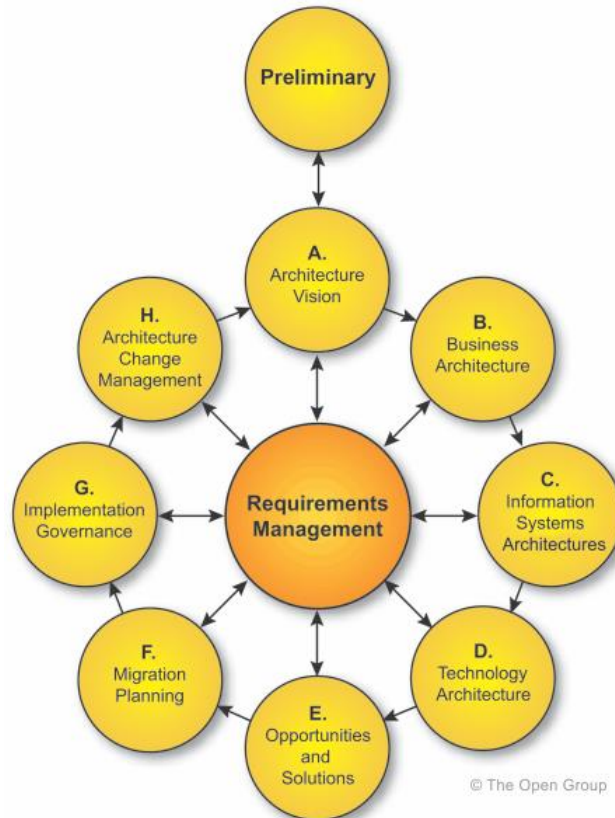 Preliminary
A.
Architecture
Vision
B.
Business
Architecture
C.
Information
Systems
Architectures
D.
Technology
Architecture
E.
Opportunities
and
Solutions
F.
Migration
Planning
G.
Implementation
Governance
H.
Architecture
Change
Management
Requirements
Management
© The Open Group